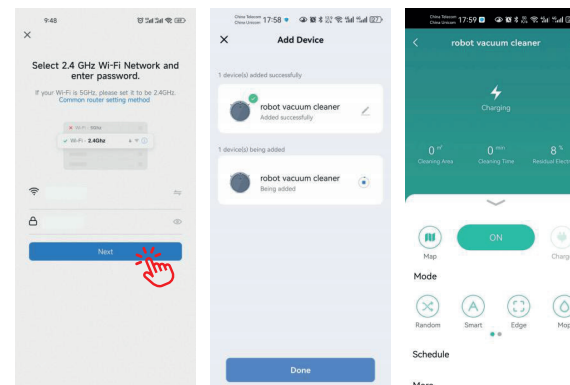 9:48
Select 2.4 GHz Wi-Fi Network and
enter password.
If your Wi-Fi is 5GHz, please set it to be 2.4GHz.
Common router setting method
Wi-Fi - 5Ghz
Wi-Fi - 2.4Ghz
Next
China Telecom
China Unicom
17:58
Add Device
1 device(s) added successfully
robot vacuum cleaner
Added successfully
1 device(s) being added
robot vacuum cleaner
Being added
Done
China Telecom
China Unicom
17:59
robot vacuum cleaner
Charging
0 m²
0 min
8 %
Cleaning Area
Cleaning Time
Residual Electri
Map
ON
Charg
Mode
Random
Smart
Edge
Mop
Schedule
More